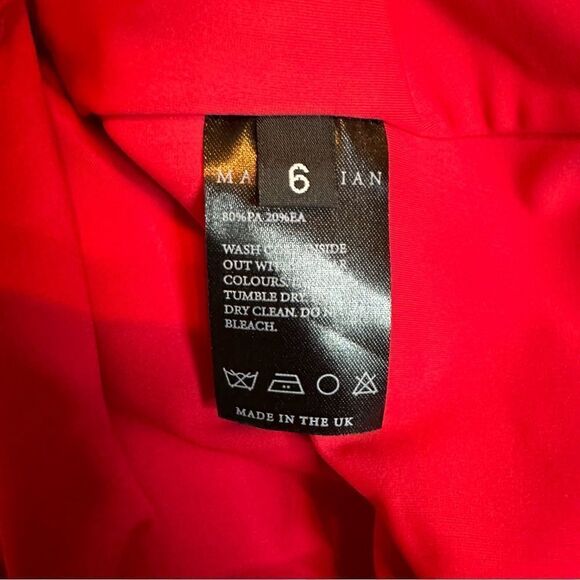 6
MA IAN
80%PA 20%EA
WASH INSIDE
OUT
COLOURS.
TUMBLE DRY.
DRY CLEAN. DO
BLEACH.
MADE IN THE UK